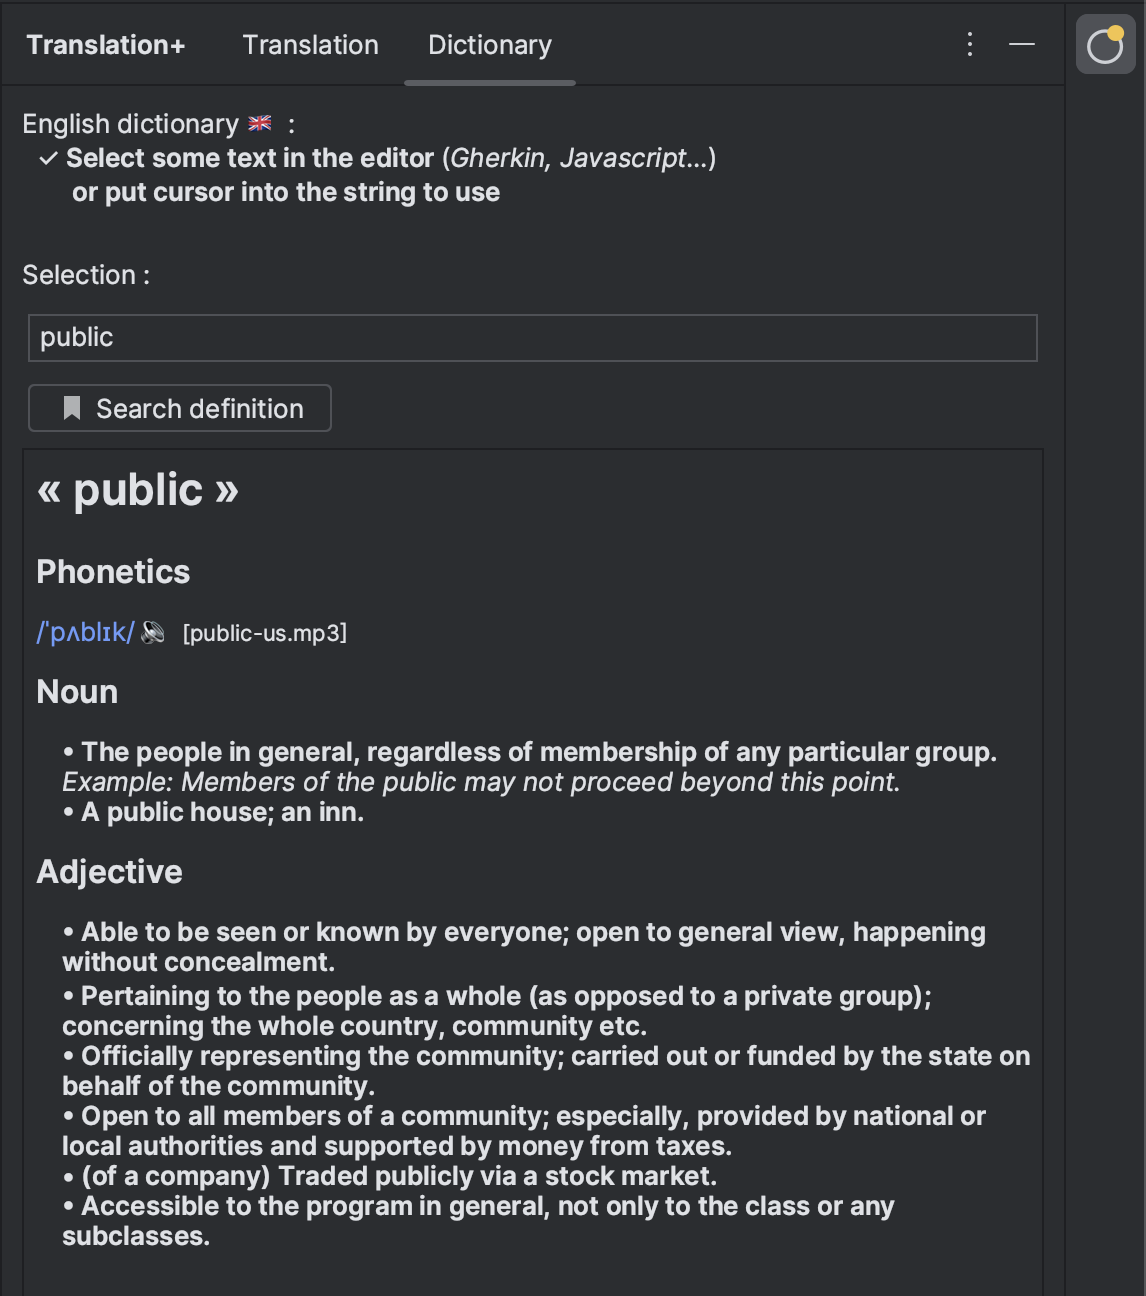 Translation+ Translation Dictionary
English dictionary 🇬🇧 :
✓ Select some text in the editor (Gherkin, Javascript...)
or put cursor into the string to use
Selection :
public
Search definition
« public »
Phonetics
/ˈpʌblɪk/ 🔊 [public-us.mp3]
Noun
• The people in general, regardless of membership of any particular group.
Example: Members of the public may not proceed beyond this point.
• A public house; an inn.
Adjective
• Able to be seen or known by everyone; open to general view, happening
without concealment.
• Pertaining to the people as a whole (as opposed to a private group);
concerning the whole country, community etc.
• Officially representing the community; carried out or funded by the state on
behalf of the community.
• Open to all members of a community; especially, provided by national or
local authorities and supported by money from taxes.
• (of a company) Traded publicly via a stock market.
• Accessible to the program in general, not only to the class or any
subclasses.